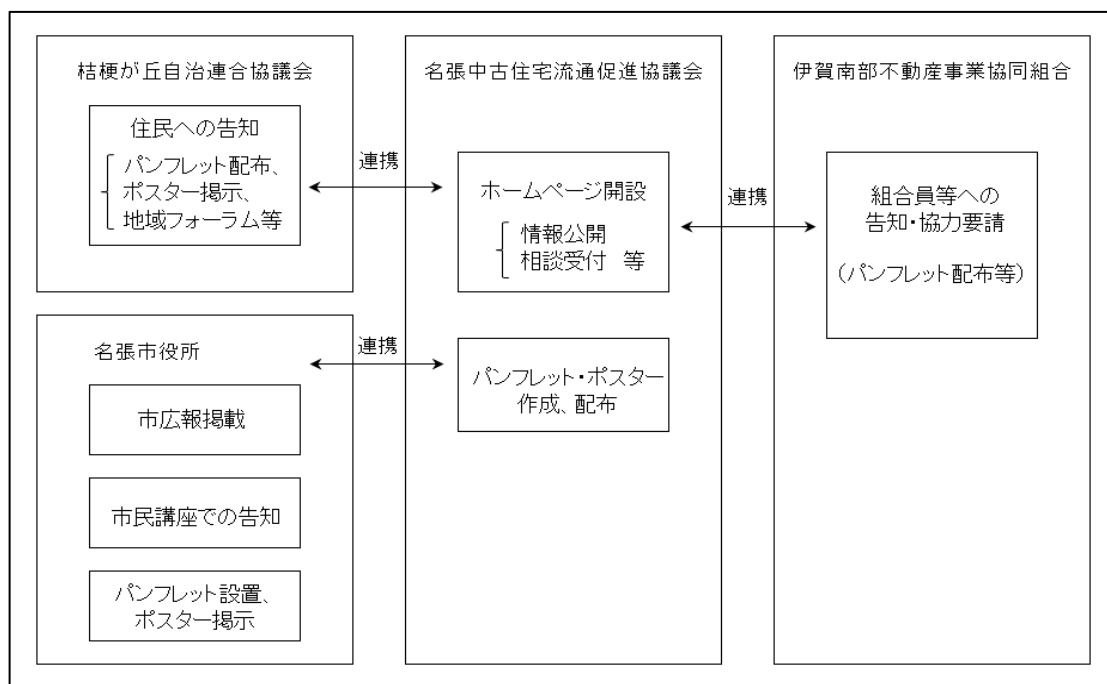 桔梗が丘自治連合協議会
住民への告知
パンフレット配布、
ポスター掲示、
地域フォーラム等
連携
名張中古住宅流通促進協議会
ホームページ開設
情報公開
相談受付 等
連携
伊賀南部不動産事業協同組合
組合員等への
告知・協力要請
(パンフレット配布等)
名張市役所
市広報掲載
市民講座での告知
パンフレット設置、
ポスター掲示
連携
パンフレット・ポスター
作成、配布